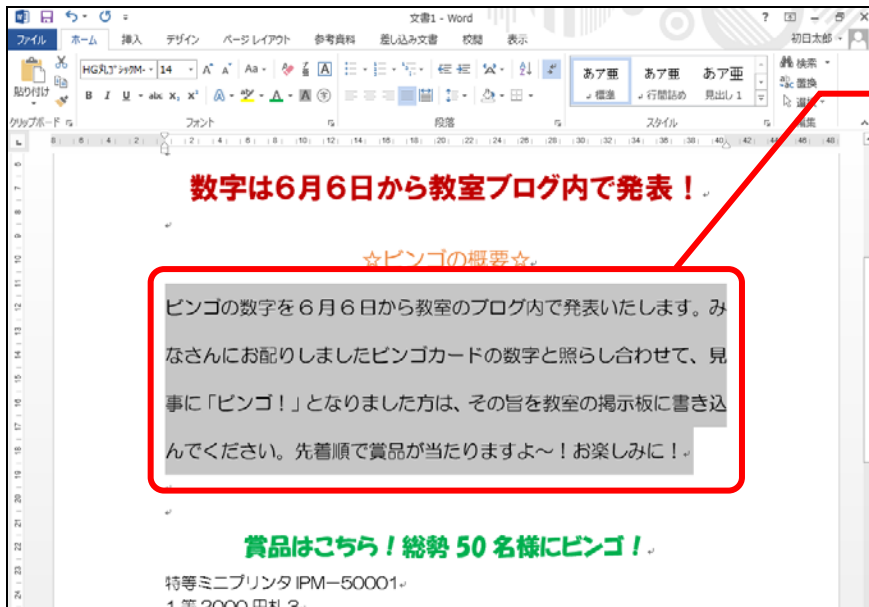 文書1 - Word
ファイル ホーム 挿入 デザイン ページ レイアウト 参考資料 差し込み文書 校閲 表示 初日太郎
貼り付け
14
Aa
B I U abc X₂ X²
あア亜 あア亜 あア亜
標準 行間詰め 見出し 1
検索
置換
選択
クリップボード フォント 段落 スタイル 編集
数字は6月6日から教室ブログ内で発表！
☆ビンゴの概要☆
ビンゴの数字を６月６日から教室のブログ内で発表いたします。み
なさんにお配りしましたビンゴカードの数字と照らし合わせて、見
事に「ビンゴ！」となりました方は、その旨を教室の掲示板に書き込
んでください。先着順で賞品が当たりますよ～！お楽しみに！
賞品はこちら！総勢 50 名様にビンゴ！
特等ミニプリンタ IPM－50001